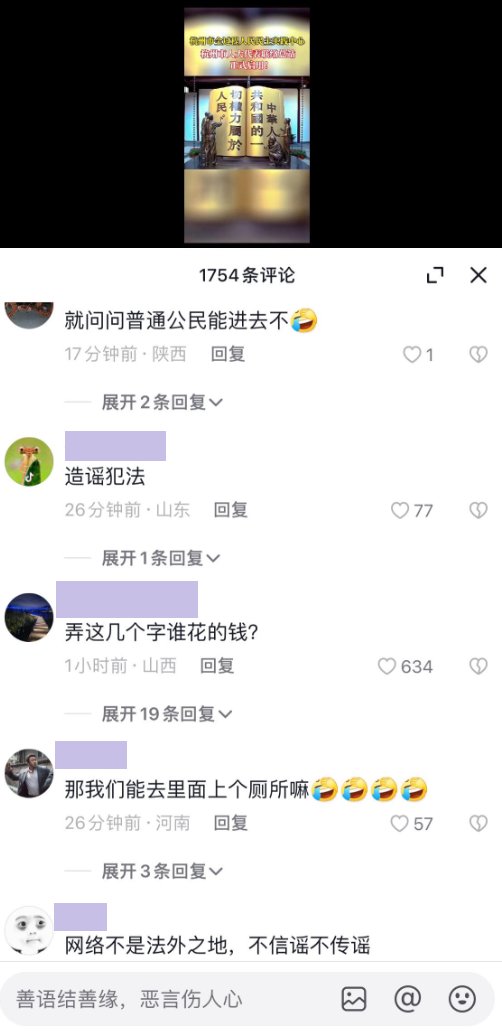 杭州市全过程人民民主实践中心
杭州市人大代表联络总站
正式启用!
中華人民
共和國的一
切權力屬於
人民
1754条评论
就问问普通公民能进去不🤣
17分钟前·陕西 回复
1
展开2条回复
造谣犯法
26分钟前·山东 回复
77
展开1条回复
弄这几个字谁花的钱?
1小时前·山西 回复
634
展开19条回复
那我们能去里面上个厕所嘛🤣🤣🤣🤣
26分钟前·河南 回复
57
展开3条回复
网络不是法外之地，不信谣不传谣
善语结善缘，恶言伤人心